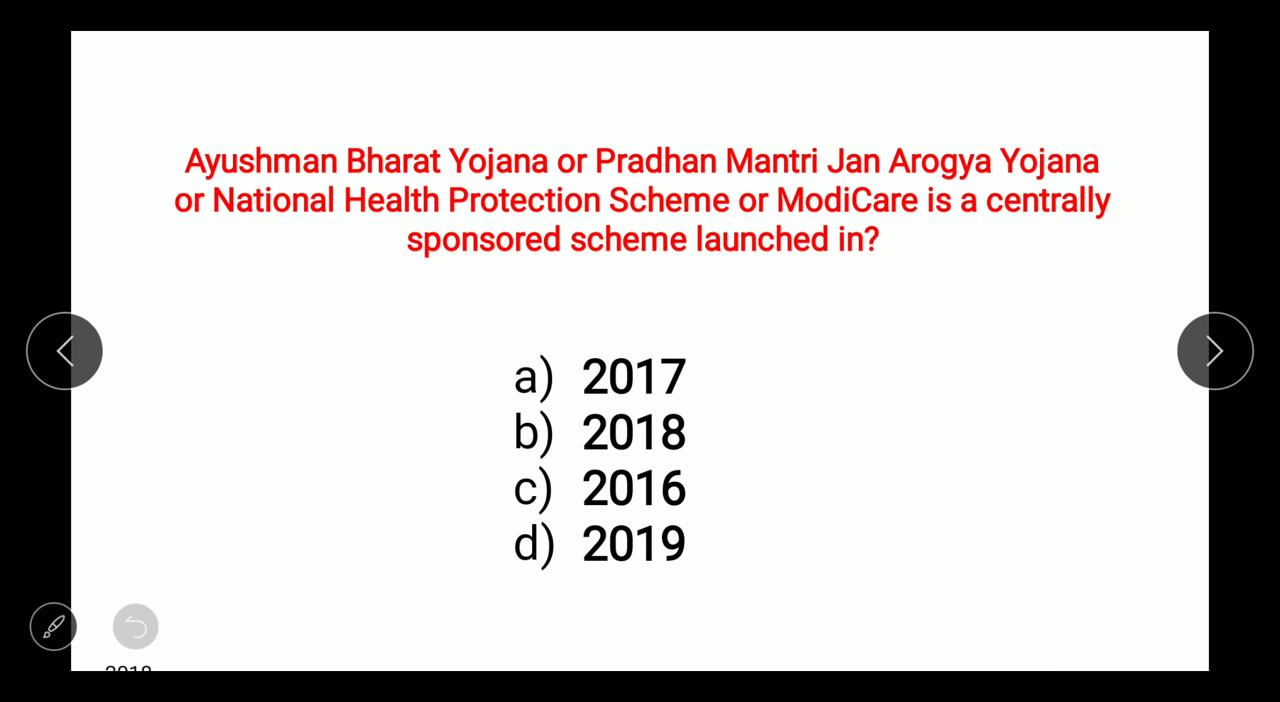 Ayushman Bharat Yojana or Pradhan Mantri Jan Arogya Yojana
or National Health Protection Scheme or ModiCare is a centrally
sponsored scheme launched in?
a) 2017
b) 2018
c) 2016
d) 2019
2018